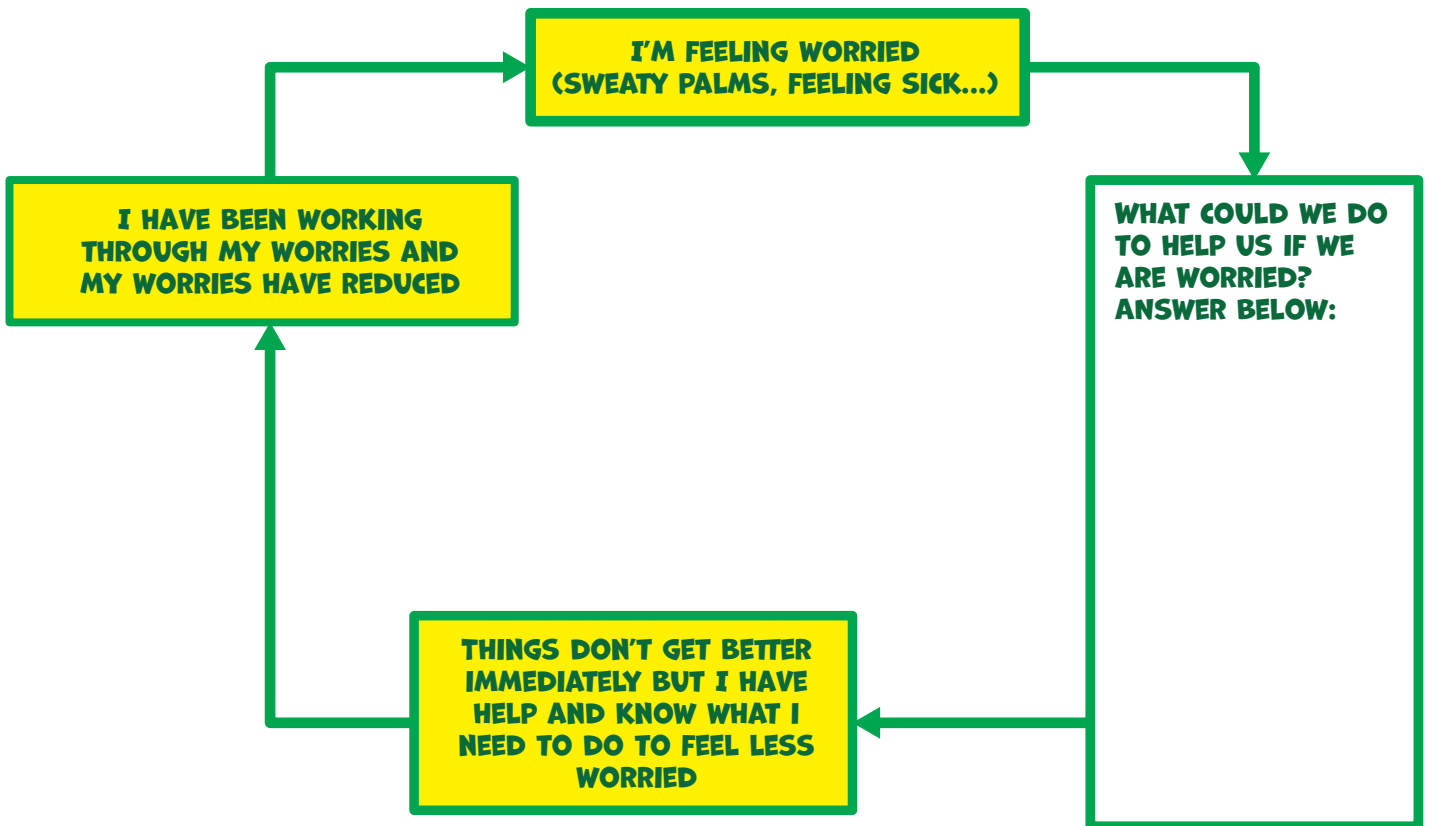 I'M FEELING WORRIED
(SWEATY PALMS, FEELING SICK...)
WHAT COULD WE DO
TO HELP US IF WE
ARE WORRIED?
ANSWER BELOW:
THINGS DON'T GET BETTER
IMMEDIATELY BUT I HAVE
HELP AND KNOW WHAT I
NEED TO DO TO FEEL LESS
WORRIED
I HAVE BEEN WORKING
THROUGH MY WORRIES AND
MY WORRIES HAVE REDUCED